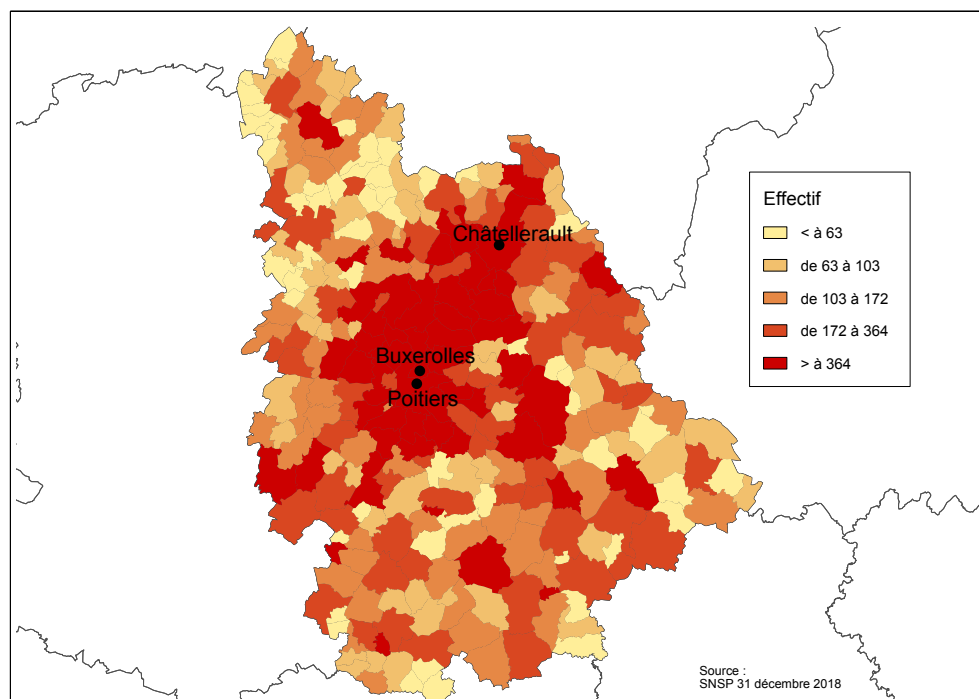 Châtellerault
Buxerolles
Poitiers
Effectif
< à 63
de 63 à 103
de 103 à 172
de 172 à 364
> à 364
Source :
SNSP 31 décembre 2018